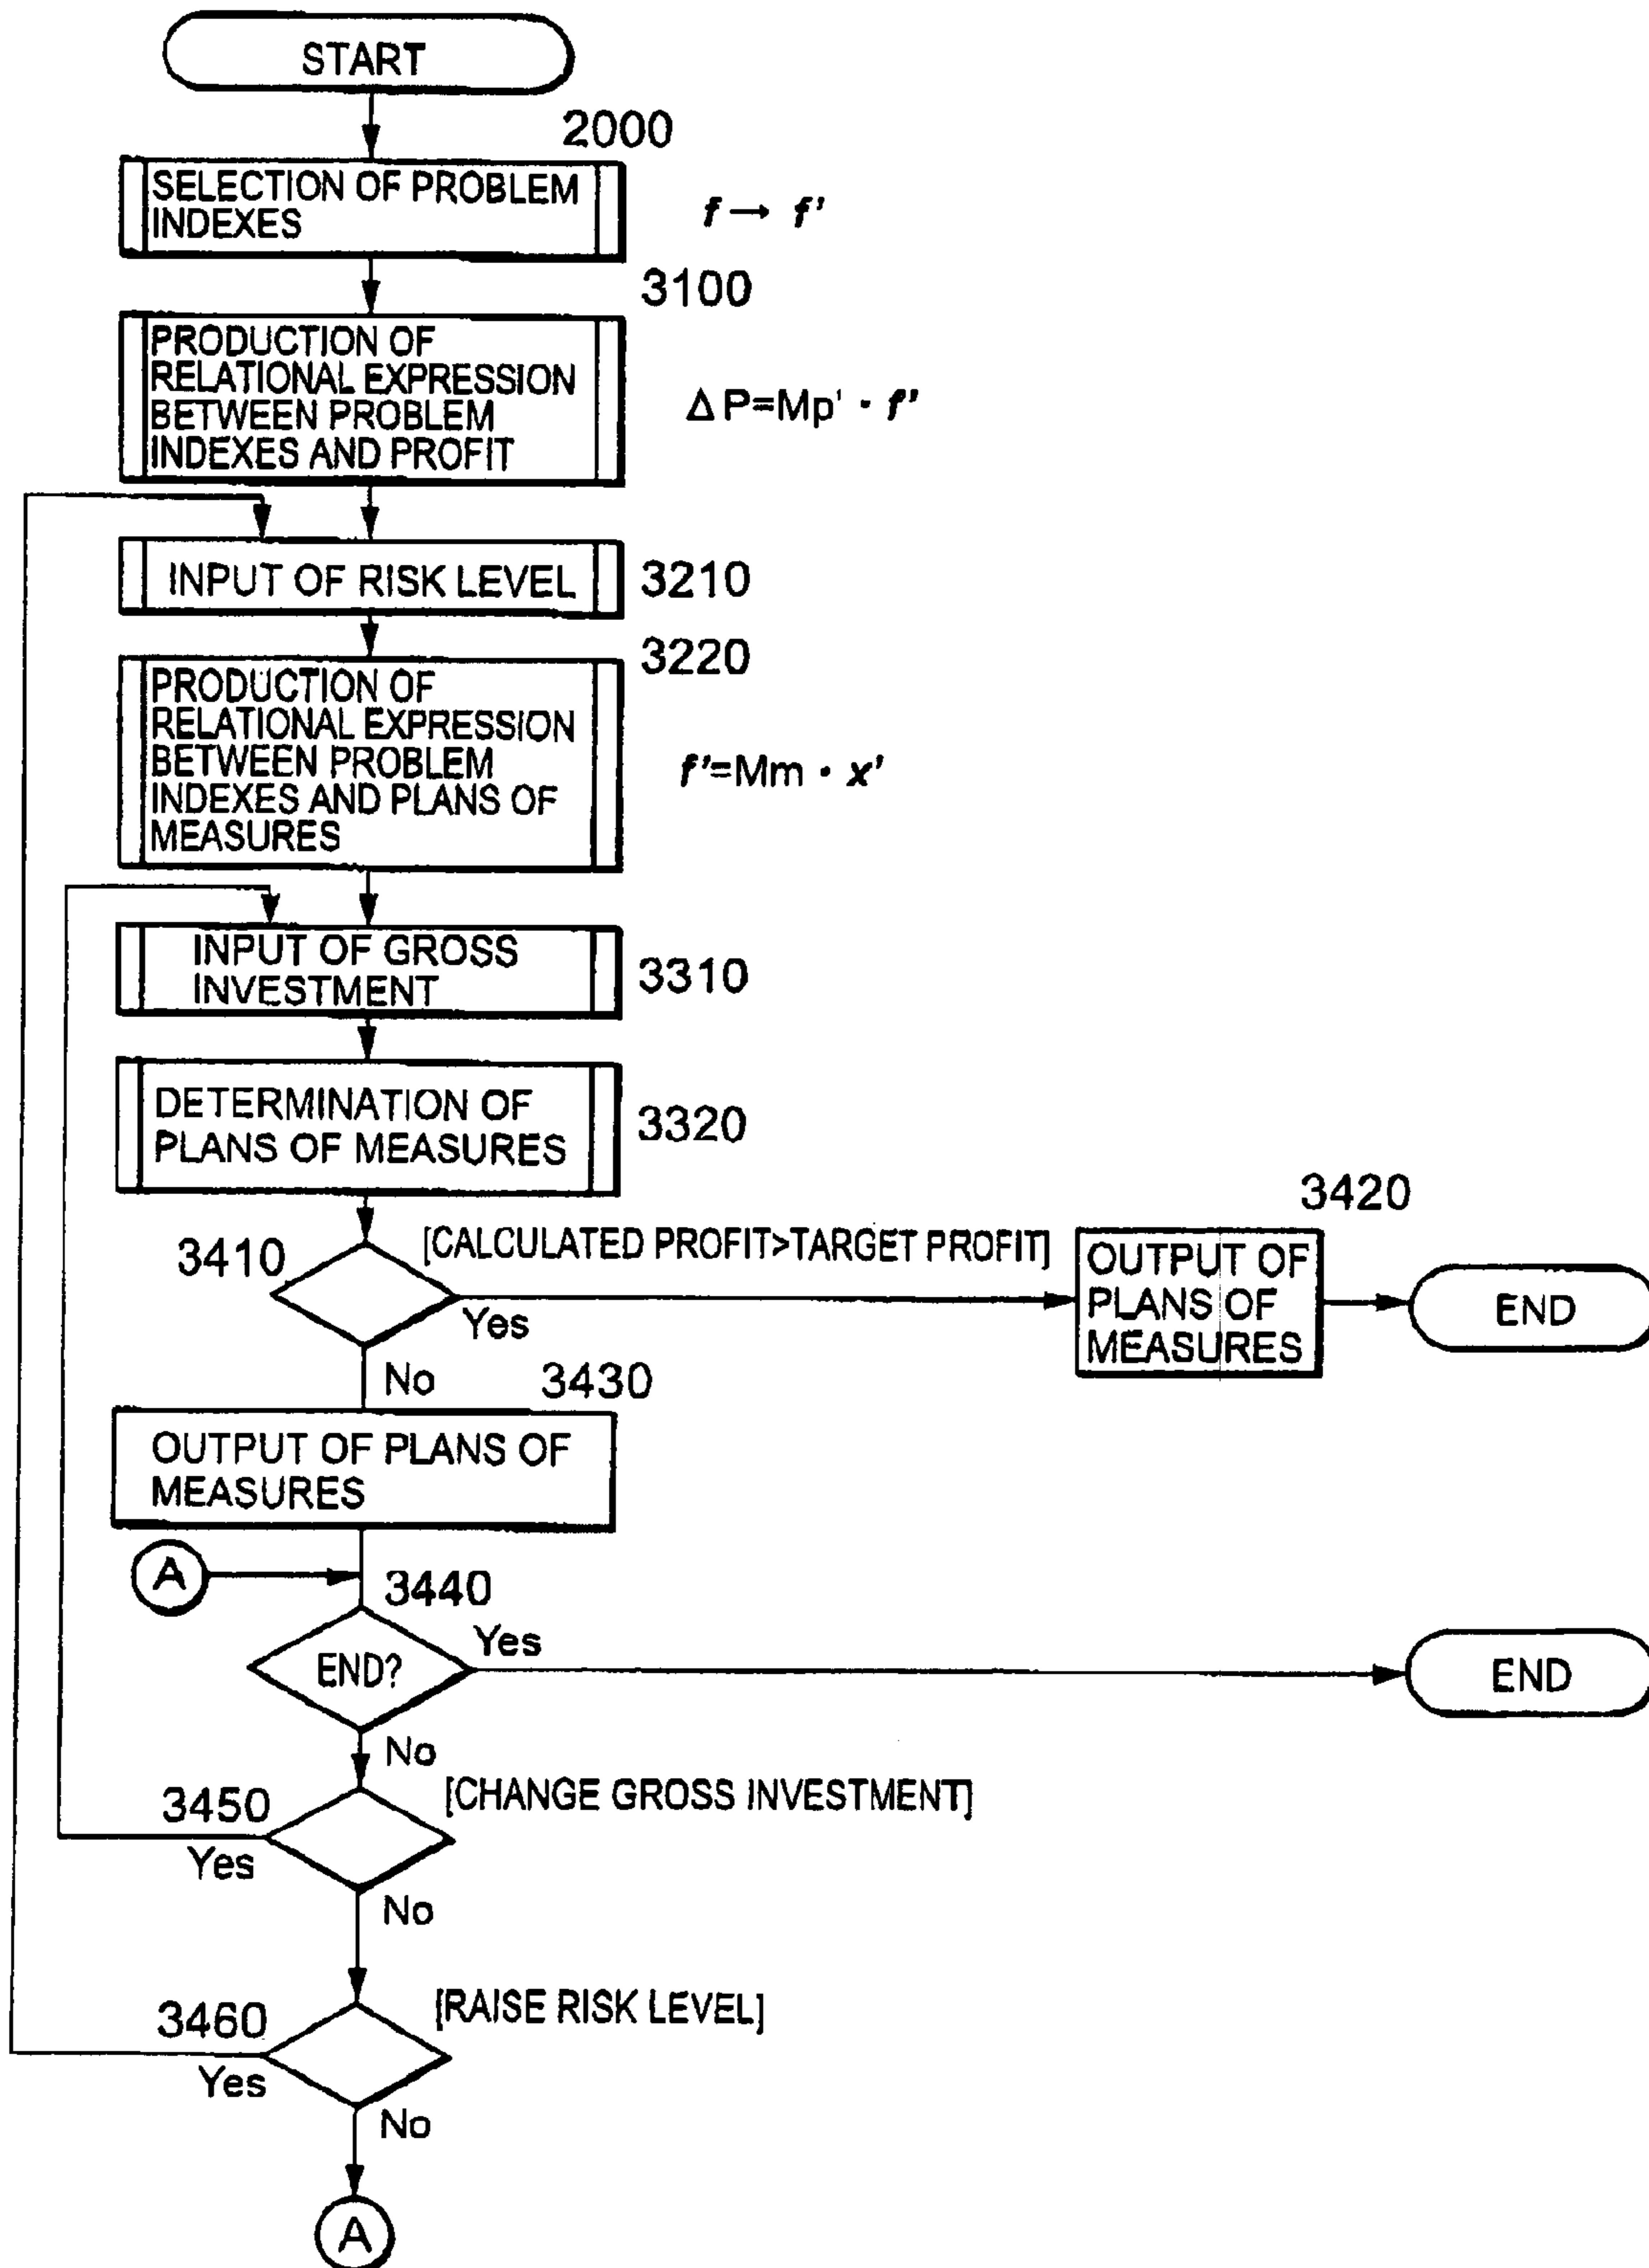 START
2000
SELECTION OF PROBLEM
INDEXES
f → f'
3100
PRODUCTION OF
RELATIONAL EXPRESSION
BETWEEN PROBLEM
INDEXES AND PROFIT
Δ P=Mp' · f'
INPUT OF RISK LEVEL
3210
3220
PRODUCTION OF
RELATIONAL EXPRESSION
BETWEEN PROBLEM
INDEXES AND PLANS OF
MEASURES
f'=Mm · x'
INPUT OF GROSS
INVESTMENT
3310
DETERMINATION OF
PLANS OF MEASURES
3320
3410
[CALCULATED PROFIT>TARGET PROFIT]
Yes
3420
OUTPUT OF
PLANS OF
MEASURES
END
No
3430
OUTPUT OF PLANS OF
MEASURES
A
3440
END?
Yes
END
No
3450
[CHANGE GROSS INVESTMENT]
Yes
No
3460
[RAISE RISK LEVEL]
Yes
No
A